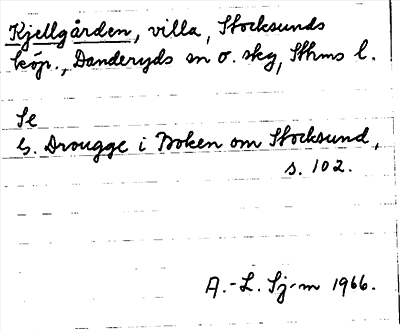 Kjellgården, villa, Stocksunds
köp., Danderyds sn o. skg, Sthms l.
Se
G. Drougge i Boken om Stocksund,
s. 102.
A.-L. Sj-m 1966.